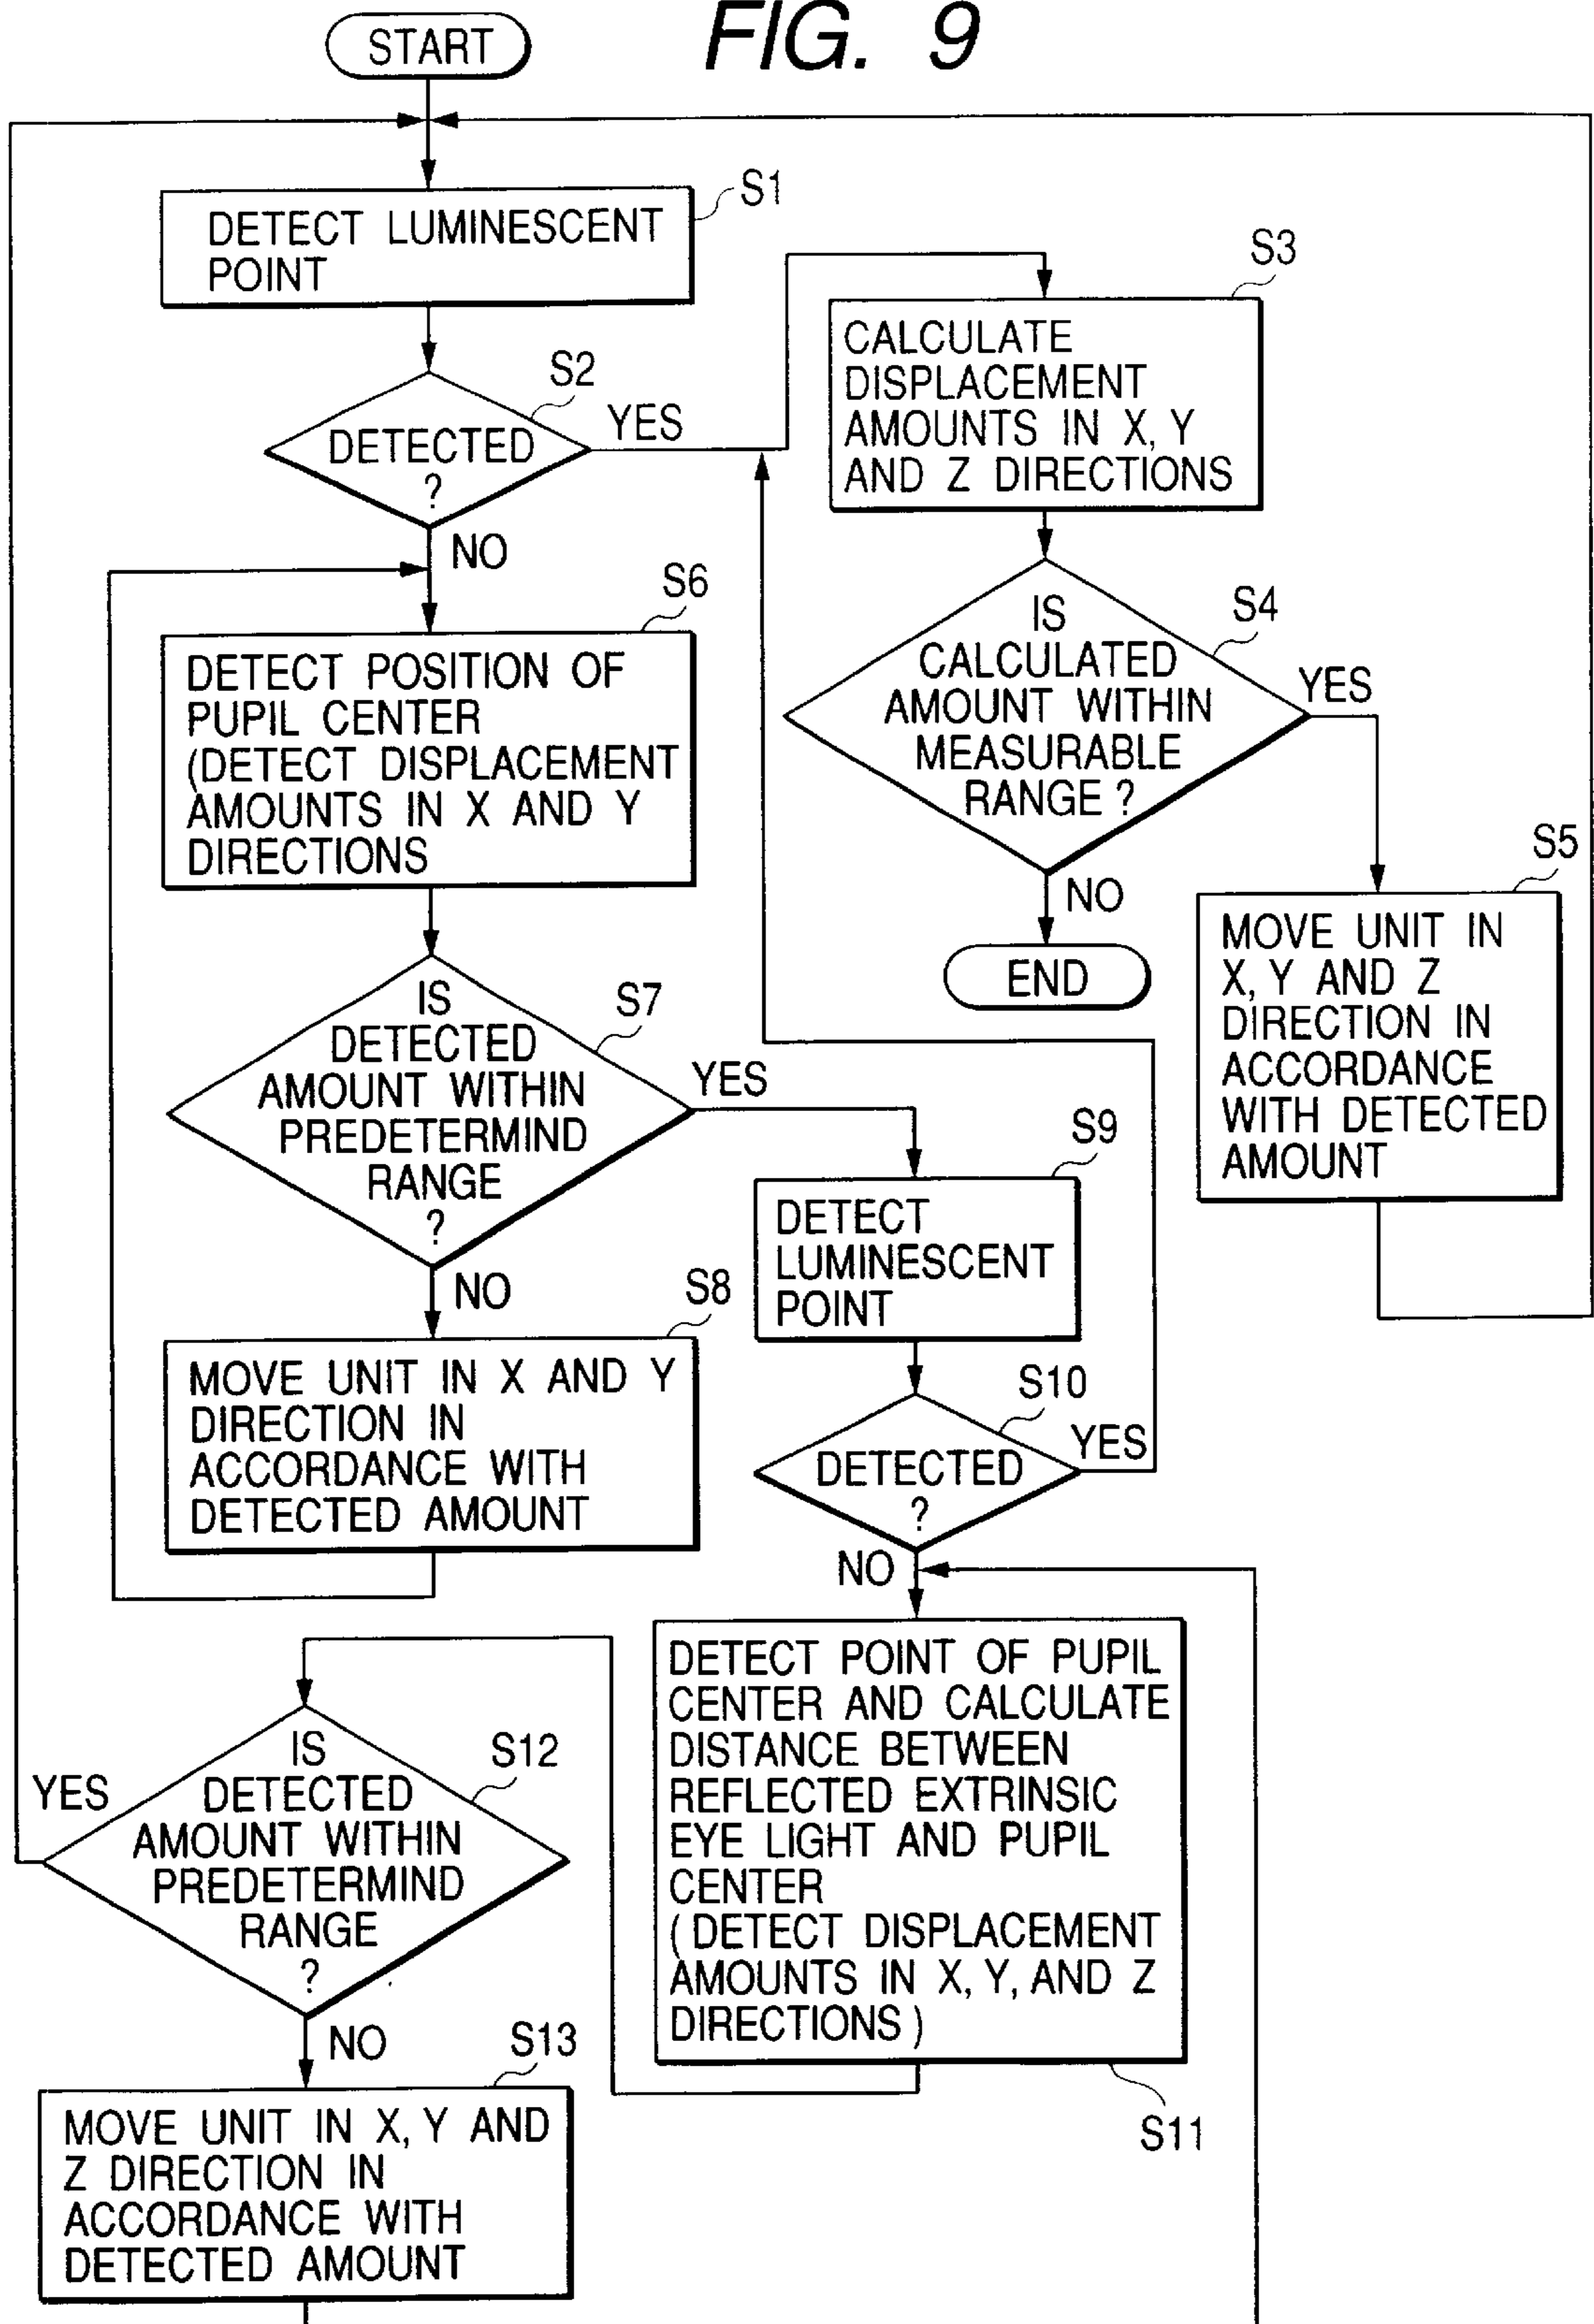 FIG. 9
START
S1
DETECT LUMINESCENT
POINT
S2
DETECTED
?
YES
NO
S3
CALCULATE
DISPLACEMENT
AMOUNTS IN X, Y
AND Z DIRECTIONS
S4
IS
CALCULATED
AMOUNT WITHIN
MEASURABLE
RANGE ?
YES
NO
END
S5
MOVE UNIT IN
X, Y AND Z
DIRECTION IN
ACCORDANCE
WITH DETECTED
AMOUNT
S6
DETECT POSITION OF
PUPIL CENTER
(DETECT DISPLACEMENT
AMOUNTS IN X AND Y
DIRECTIONS
S7
IS
DETECTED
AMOUNT WITHIN
PREDETERMIND
RANGE
?
YES
NO
S8
MOVE UNIT IN X AND Y
DIRECTION IN
ACCORDANCE WITH
DETECTED AMOUNT
S9
DETECT
LUMINESCENT
POINT
S10
DETECTED
?
YES
NO
DETECT POINT OF PUPIL
CENTER AND CALCULATE
DISTANCE BETWEEN
REFLECTED EXTRINSIC
EYE LIGHT AND PUPIL
CENTER
( DETECT DISPLACEMENT
AMOUNTS IN X, Y, AND Z
DIRECTIONS )
S11
S12
IS
DETECTED
AMOUNT WITHIN
PREDETERMIND
RANGE
?
YES
NO
S13
MOVE UNIT IN X, Y AND
Z DIRECTION IN
ACCORDANCE WITH
DETECTED AMOUNT